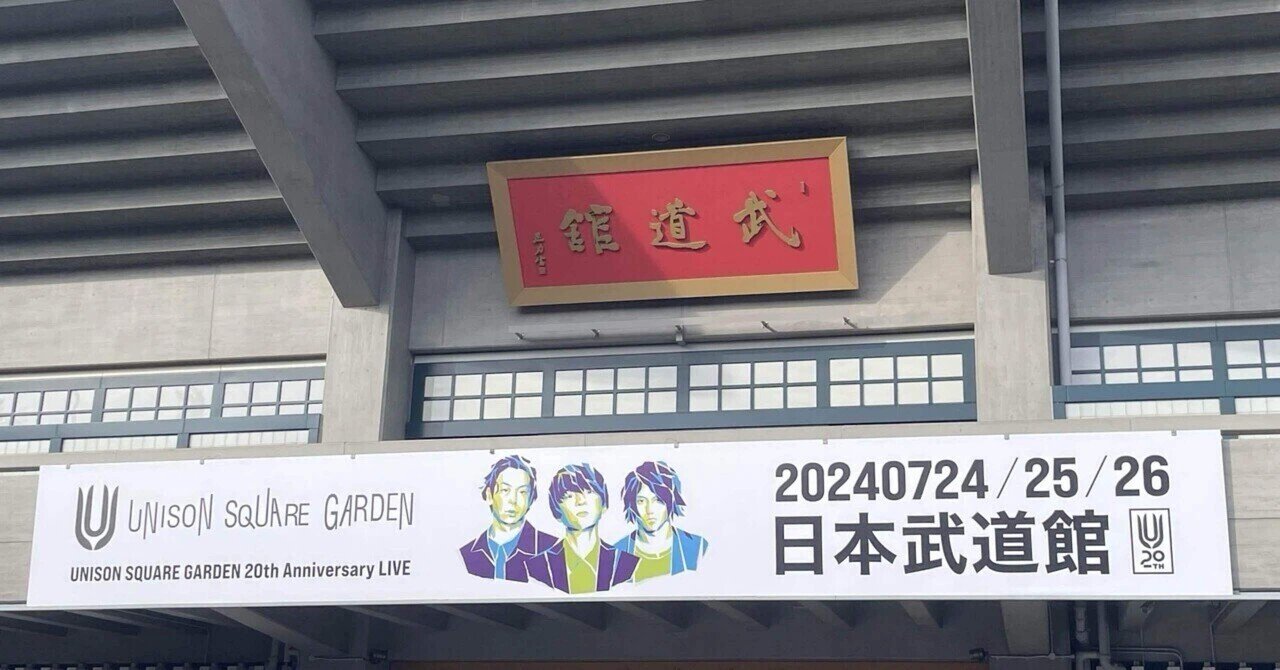 武道館
UNISON SQUARE GARDEN
UNISON SQUARE GARDEN 20th Anniversary LIVE
20240724/25/26
日本武道館
20TH